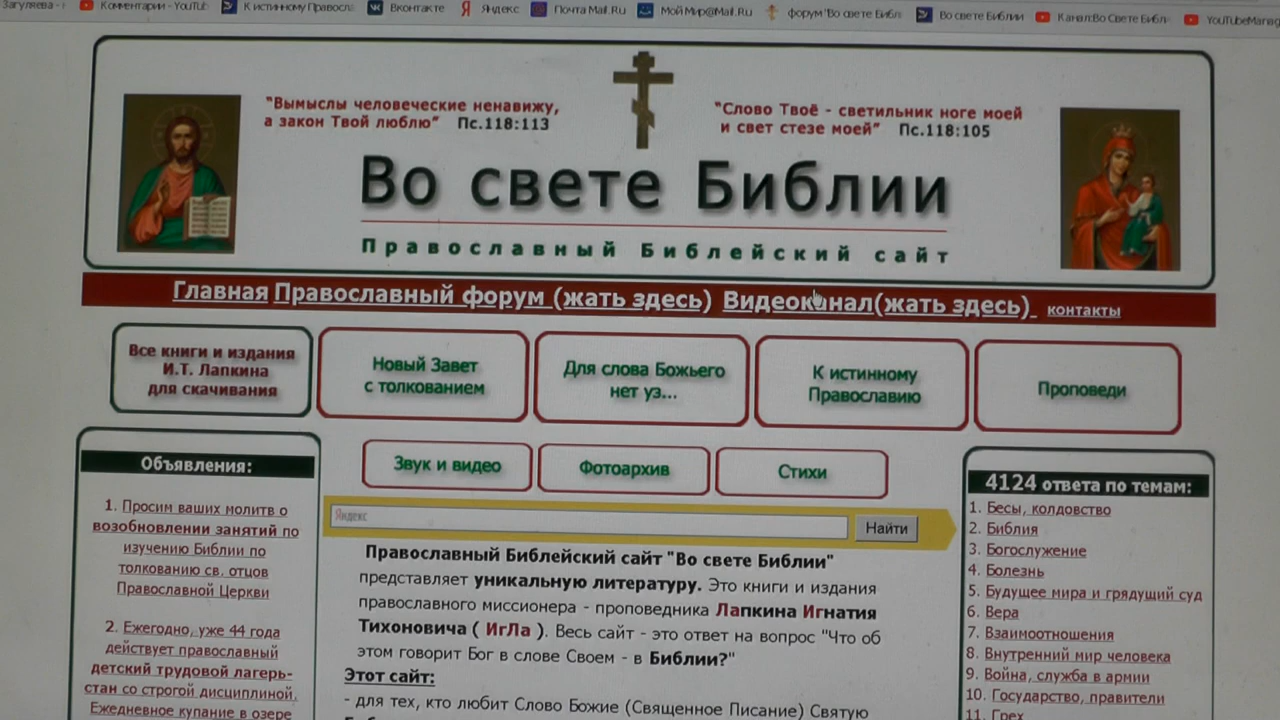 Загуляева -
Комментарии - YouTub
К истинному Правосл
Вконтакте
Яндекс
Почта Mail.Ru
Мой Мир@Mail.Ru
форум "Во свете Библ
Во свете Библии
Канал:Во Свете Библ
YouTubeManag
"Вымыслы человеческие ненавижу,
а закон Твой люблю" Пс.118:113
"Слово Твоё - светильник ноге моей
и свет стезе моей" Пс.118:105
Во свете Библии
Православный Библейский сайт
Главная Православный форум (жать здесь) Видеоканал(жать здесь) контакты
Все книги и издания
И.Т. Лапкина
для скачивания
Новый Завет
с толкованием
Для слова Божьего
нет уз...
К истинному
Православию
Проповеди
Звук и видео
Фотоархив
Стихи
Объявления:
1. Просим ваших молитв о
возобновлении занятий по
изучению Библии по
толкованию св. отцов
Православной Церкви
2. Ежегодно, уже 44 года
действует православный
детский трудовой лагерь-
стан со строгой дисциплиной.
Ежедневное купание в озере
Яндекс
Найти
Православный Библейский сайт "Во свете Библии"
представляет уникальную литературу. Это книги и издания
православного миссионера - проповедника Лапкина Игнатия
Тихоновича ( ИгЛа ). Весь сайт - это ответ на вопрос "Что об
этом говорит Бог в слове Своем - в Библии?"
Этот сайт:
- для тех, кто любит Слово Божие (Священное Писание) Святую
4124 ответа по темам:
1. Бесы, колдовство
2. Библия
3. Богослужение
4. Болезнь
5. Будущее мира и грядущий суд
6. Вера
7. Взаимоотношения
8. Внутренний мир человека
9. Война, служба в армии
10. Государство, правители
11. Грех